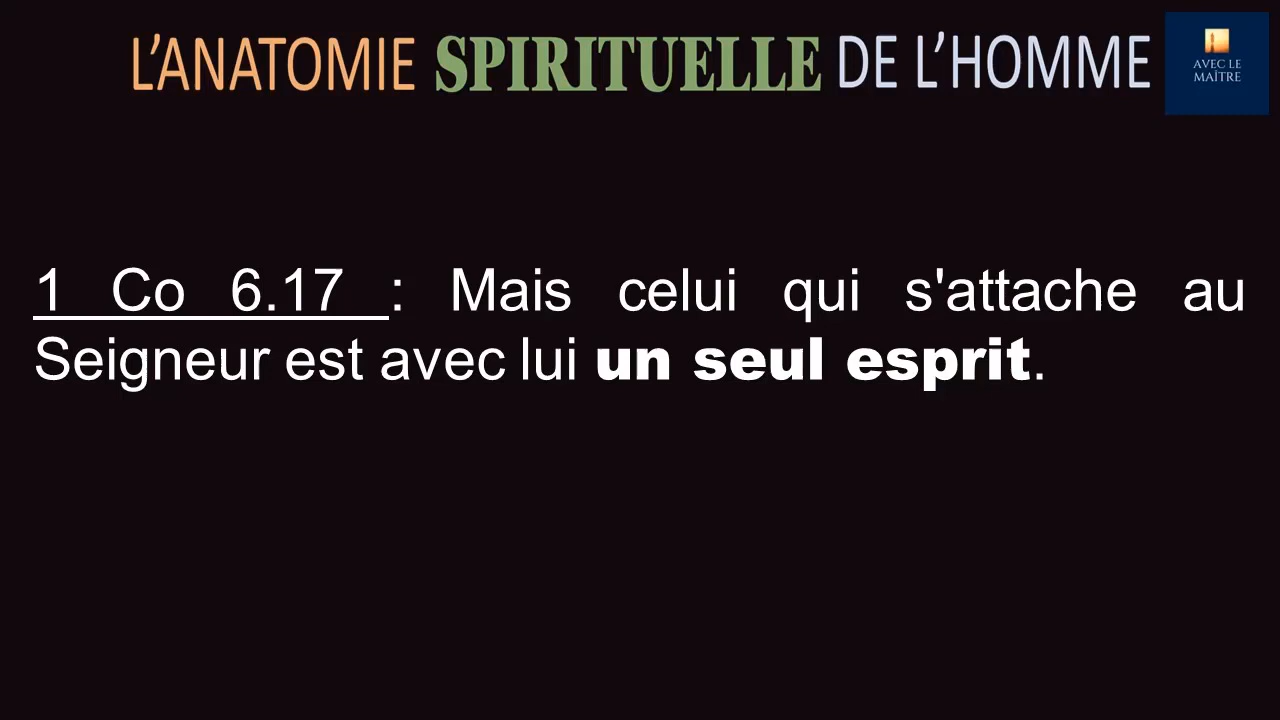 L'ANATOMIE SPIRITUELLE DE L'HOMME
AVEC LE
MAÎTRE
1 Co 6.17 : Mais celui qui s'attache au
Seigneur est avec lui un seul esprit.